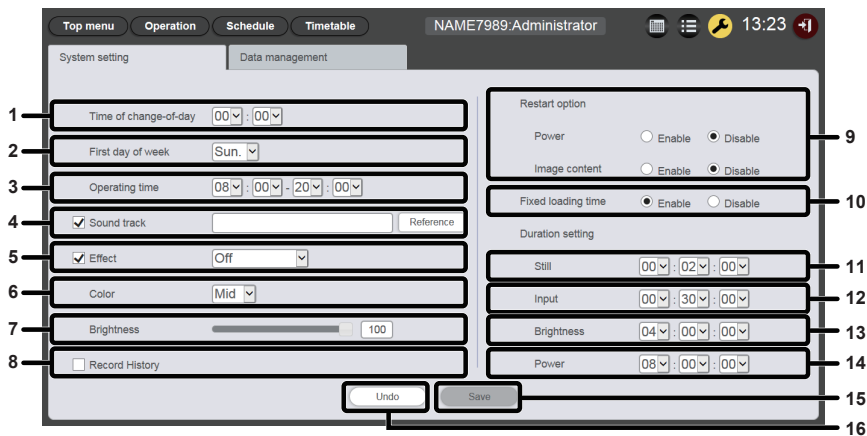 Top menu Operation Schedule Timetable NAME7989:Administrator 13:23
System setting Data management
1 Time of change-of-day 00 : 00
2 First day of week Sun.
3 Operating time 08 : 00 - 20 : 00
4 Sound track Reference
5 Effect Off
6 Color Mid
7 Brightness 100
8 Record History
Restart option
Power Enable Disable 9
Image content Enable Disable
Fixed loading time Enable Disable 10
Duration setting
Still 00 : 02 : 00 11
Input 00 : 30 : 00 12
Brightness 04 : 00 : 00 13
Power 08 : 00 : 00 14
Undo Save 15
16